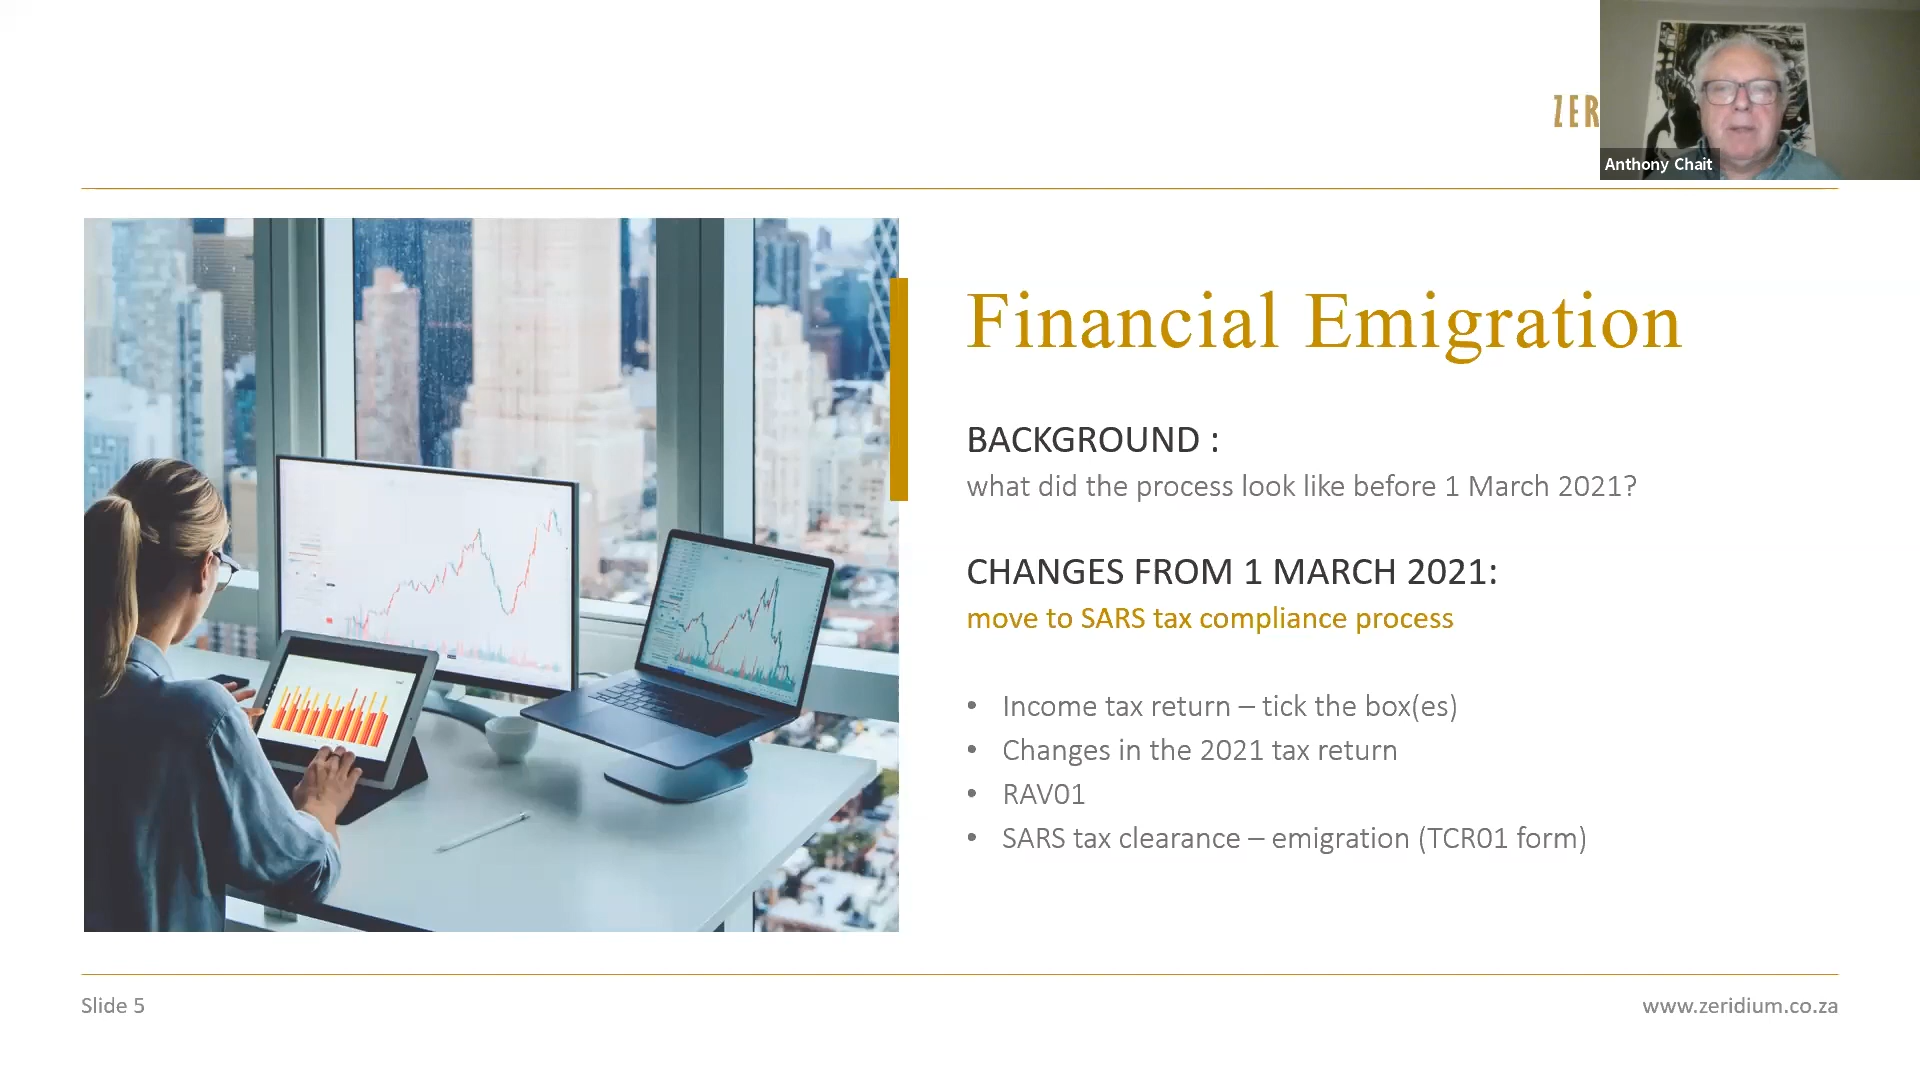 ZER
Anthony Chait
Financial Emigration
BACKGROUND :
what did the process look like before 1 March 2021?
CHANGES FROM 1 MARCH 2021:
move to SARS tax compliance process
• Income tax return – tick the box(es)
• Changes in the 2021 tax return
• RAV01
• SARS tax clearance – emigration (TCR01 form)
Slide 5
www.zeridium.co.za